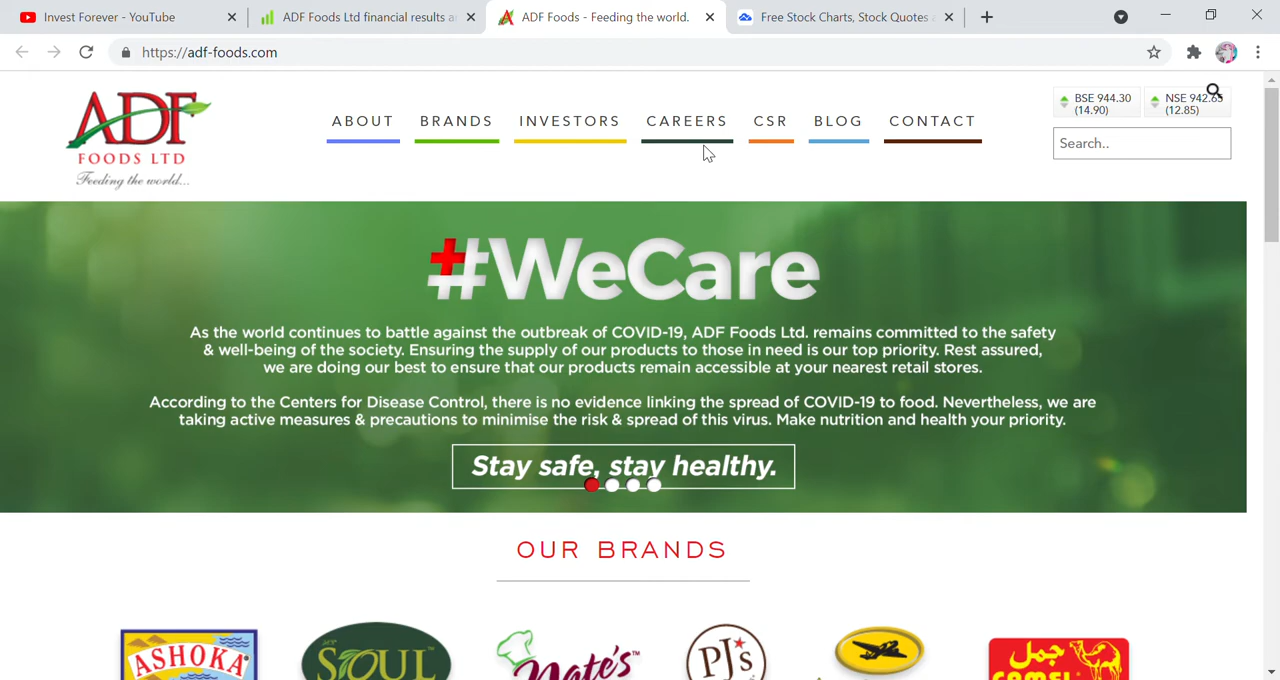 Invest Forever - YouTube
ADF Foods Ltd financial results a
ADF Foods - Feeding the world.
Free Stock Charts, Stock Quotes a
https://adf-foods.com
ADF
FOODS LTD
Feeding the world...
ABOUT
BRANDS
INVESTORS
CAREERS
CSR
BLOG
CONTACT
BSE 944.30
(14.90)
NSE 942.65
(12.85)
Search..
#WeCare
As the world continues to battle against the outbreak of COVID-19, ADF Foods Ltd. remains committed to the safety
& well-being of the society. Ensuring the supply of our products to those in need is our top priority. Rest assured,
we are doing our best to ensure that our products remain accessible at your nearest retail stores.
According to the Centers for Disease Control, there is no evidence linking the spread of COVID-19 to food. Nevertheless, we are
taking active measures & precautions to minimise the risk & spread of this virus. Make nutrition and health your priority.
Stay safe, stay healthy.
OUR BRANDS
ASHOKA
SOUL
Nate's
PJ's
جمل
CAMEL